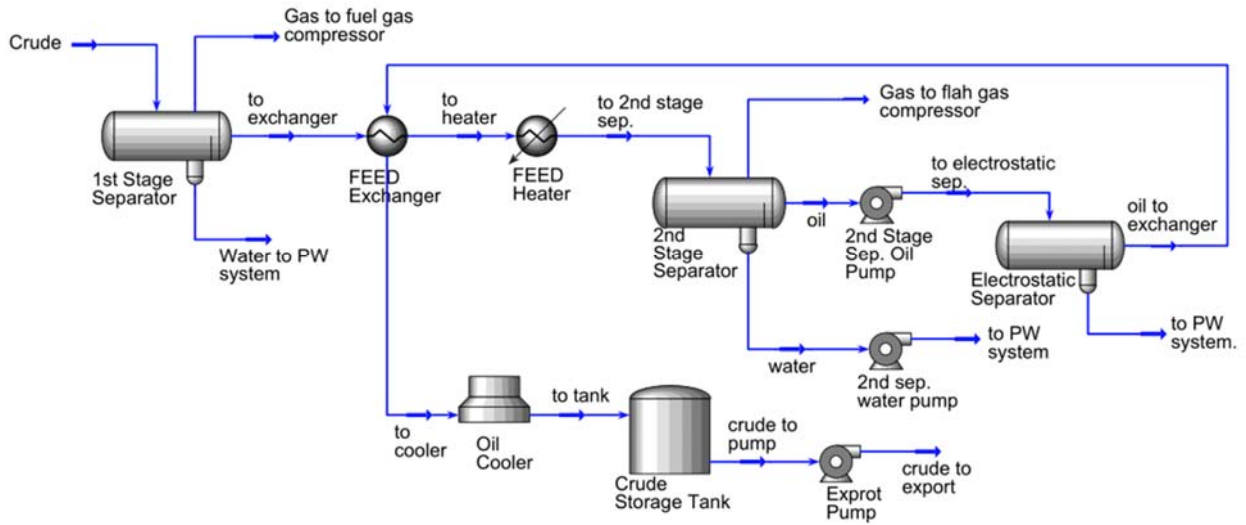 Gas to fuel gas
compressor
Crude
to
exchanger
to
heater
to 2nd stage
sep.
Gas to flah gas
compressor
1st Stage
Separator
FEED
Exchanger
FEED
Heater
to electrostatic
sep.
oil
oil to
exchanger
2nd
Stage
Separator
2nd Stage
Sep. Oil
Pump
Water to PW
system
Electrostatic
Separator
to PW
system.
to PW
system
water
2nd sep.
water pump
to
cooler
Oil
Cooler
to tank
crude to
pump
Crude
Storage Tank
Exprot
Pump
crude to
export